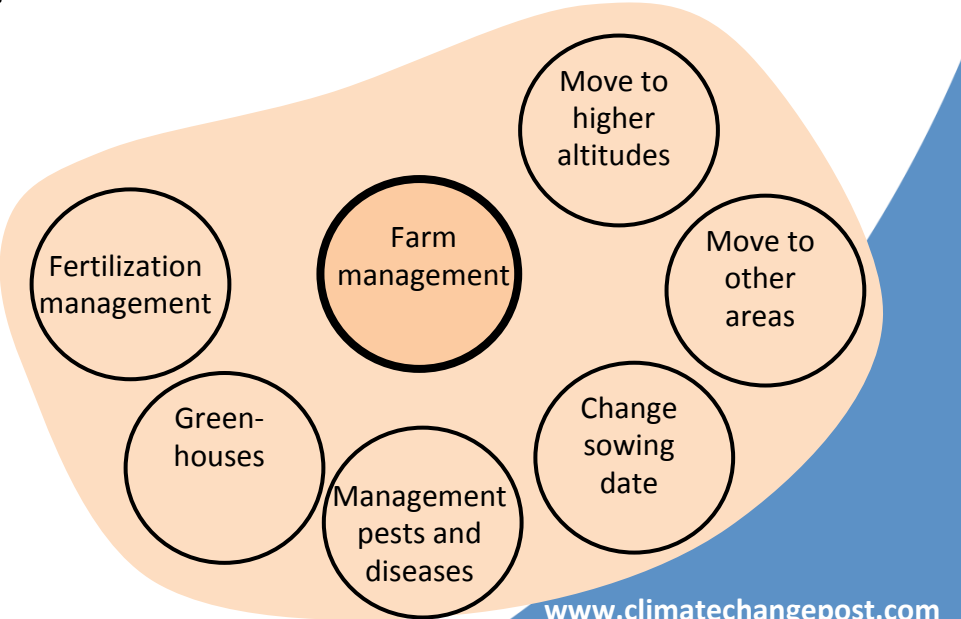 Move to
higher
altitudes
Farm
management
Move to
other
areas
Fertilization
management
Change
sowing
date
Green-
houses
Management
pests and
diseases
www.climatechangepost.com